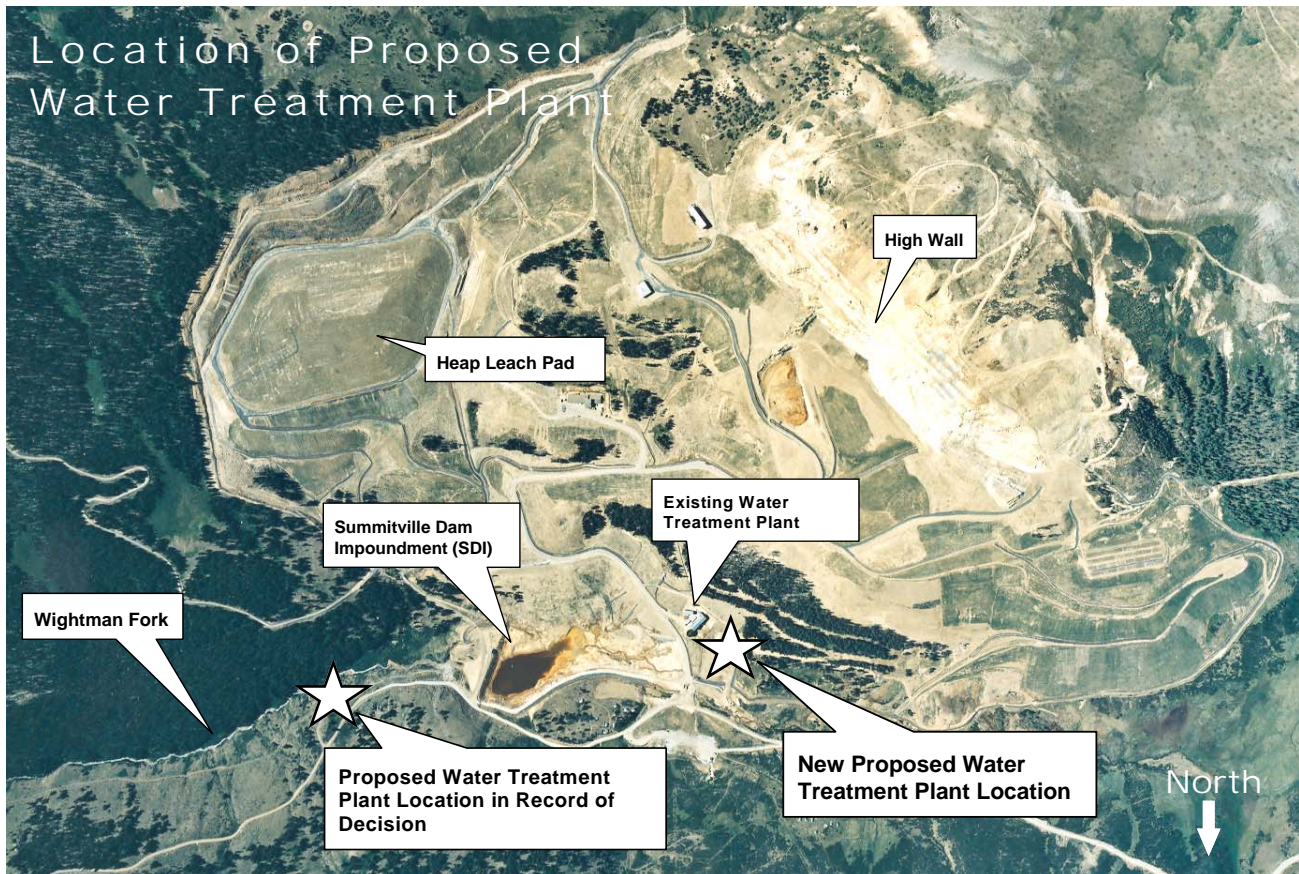 Location of Proposed
Water Treatment Plant
High Wall
Heap Leach Pad
Existing Water
Treatment Plant
Summitville Dam
Impoundment (SDI)
Wightman Fork
Proposed Water Treatment
Plant Location in Record of
Decision
New Proposed Water
Treatment Plant Location
North